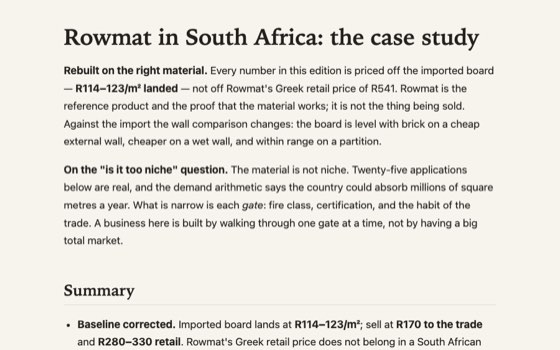 Rowmat in South Africa: the case study
Rebuilt on the right material. Every number in this edition is priced off the imported board
— R114–123/m² landed — not off Rowmat's Greek retail price of R541. Rowmat is the
reference product and the proof that the material works; it is not the thing being sold.
Against the import the wall comparison changes: the board is level with brick on a cheap
external wall, cheaper on a wet wall, and within range on a partition.
On the "is it too niche" question. The material is not niche. Twenty-five applications
below are real, and the demand arithmetic says the country could absorb millions of square
metres a year. What is narrow is each gate: fire class, certification, and the habit of the
trade. A business here is built by walking through one gate at a time, not by having a big
total market.
Summary
• Baseline corrected. Imported board lands at R114–123/m²; sell at R170 to the trade
and R280–330 retail. Rowmat's Greek retail price does not belong in a South African